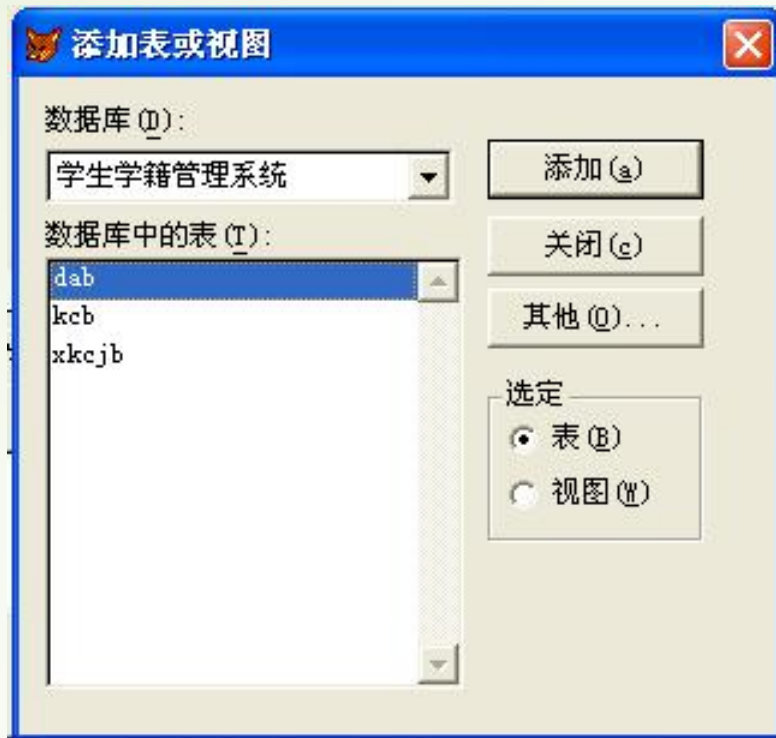 添加表或视图
数据库(D):
学生学籍管理系统
添加(a)
数据库中的表(T):
关闭(c)
dab
kcb
其他(O)...
xkcjb
选定
表(B)
视图(W)